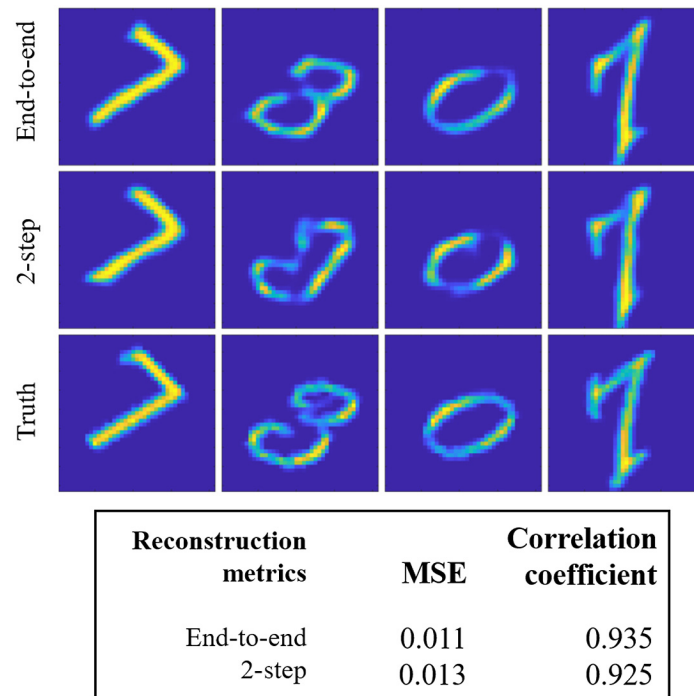 End-to-end
2-step
Truth
Reconstruction metrics MSE Correlation coefficient
End-to-end 0.011 0.935
2-step 0.013 0.925